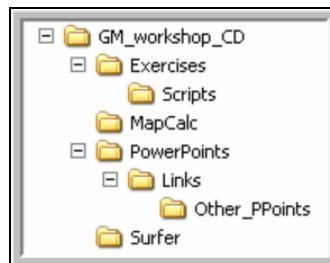 GM_workshop_CD
Exercises
Scripts
MapCalc
PowerPoints
Links
Other_PPoints
Surfer